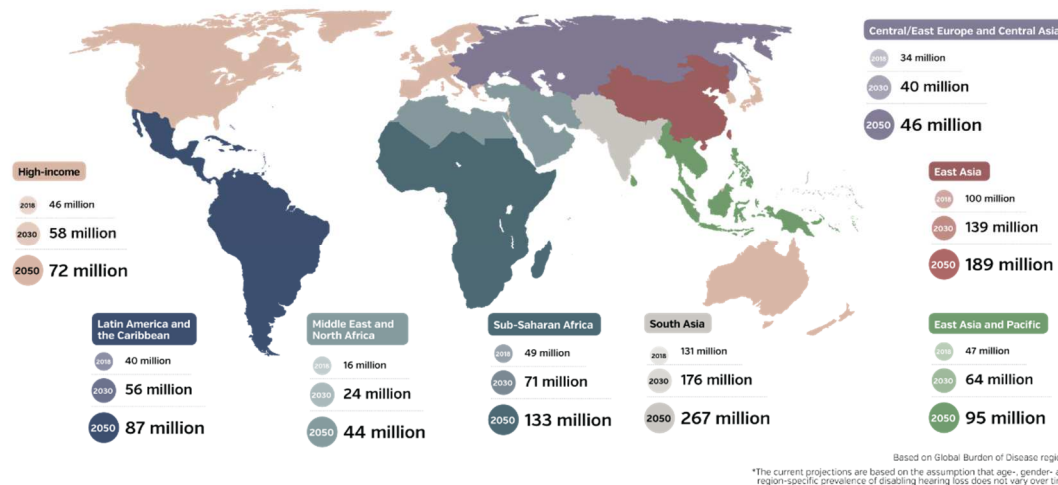 Central/East Europe and Central Asia
2018 34 million
2030 40 million
2050 46 million
High-income
2018 46 million
2030 58 million
2050 72 million
East Asia
2018 100 million
2030 139 million
2050 189 million
Latin America and
the Caribbean
2018 40 million
2030 56 million
2050 87 million
Middle East and
North Africa
2018 16 million
2030 24 million
2050 44 million
Sub-Saharan Africa
2018 49 million
2030 71 million
2050 133 million
South Asia
2018 131 million
2030 176 million
2050 267 million
East Asia and Pacific
2018 47 million
2030 64 million
2050 95 million
Based on Global Burden of Disease regio
*The current projections are based on the assumption that age-, gender- a
region-specific prevalence of disabling hearing loss does not vary over ti